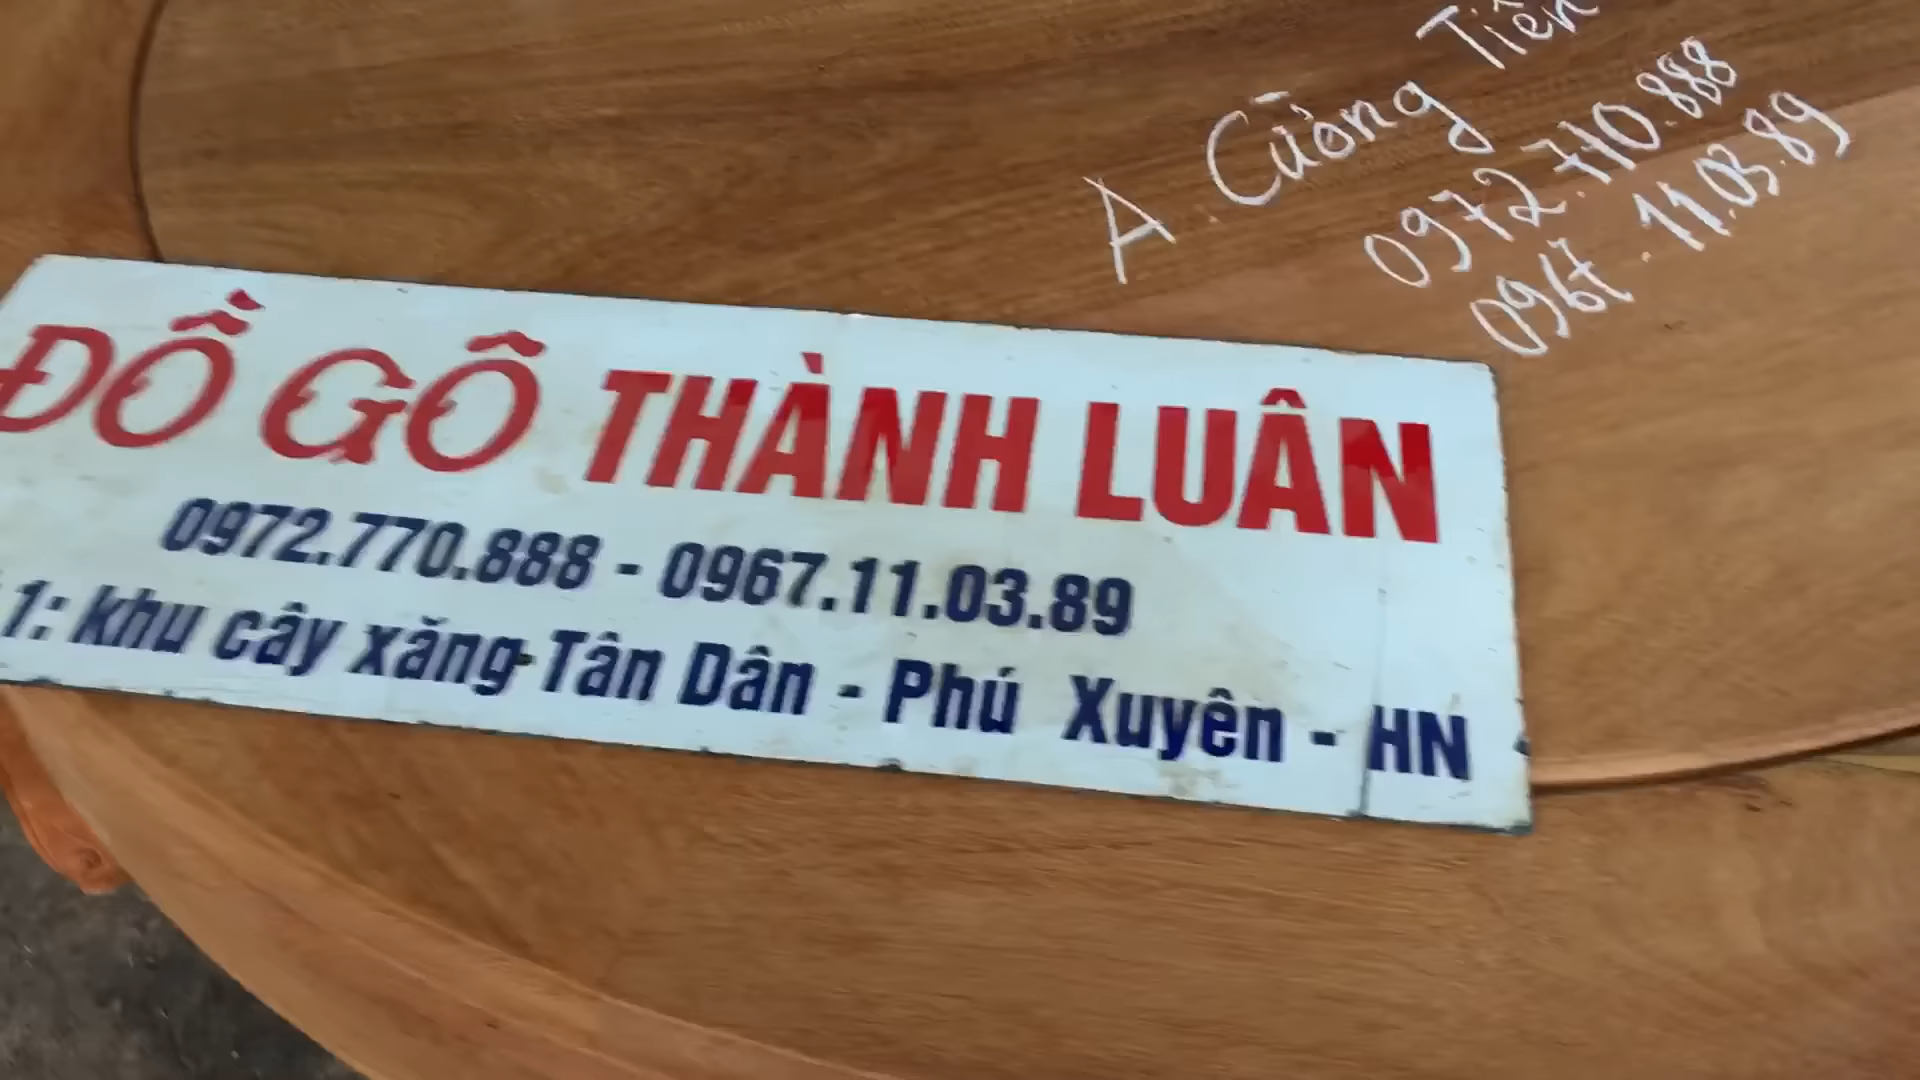 A Cường Tiến
0972.770.888
0967.11.03.89
ĐỒ GÔ THÀNH LUÂN
0972.770.888 - 0967.11.03.89
1: khu cây xăng Tân Dân - Phú Xuyên - HN